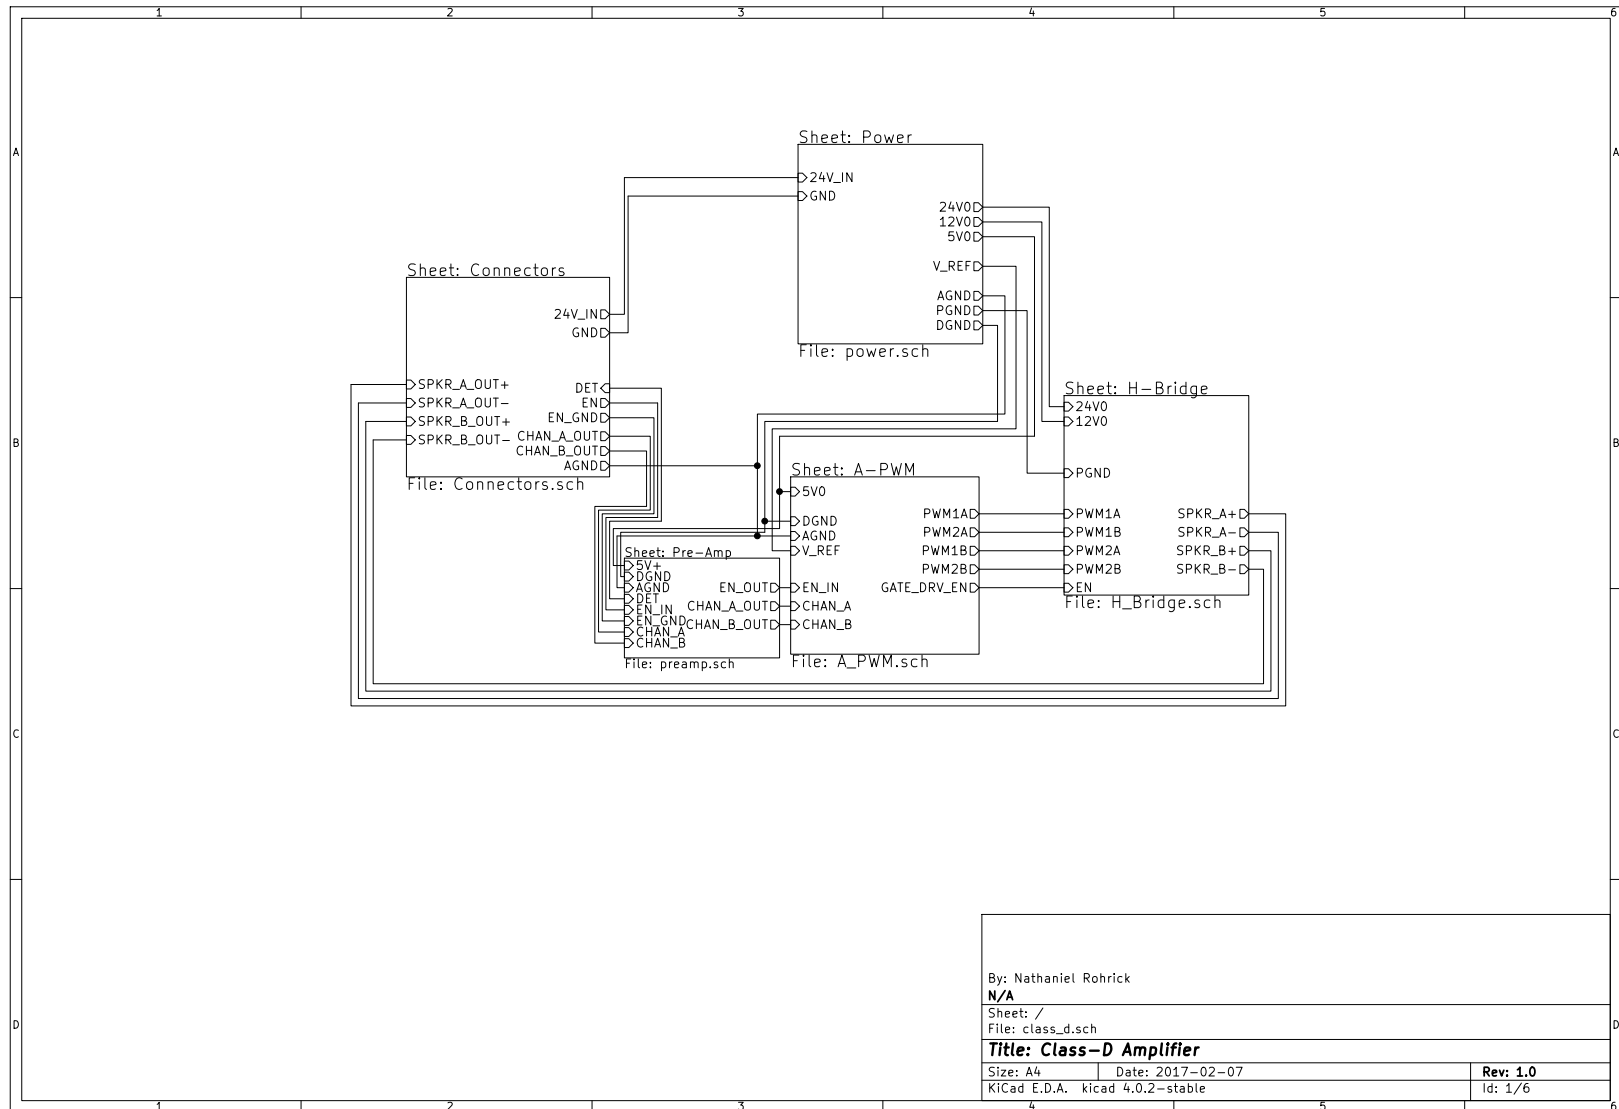 1 2 3 4 5 6
A A
Sheet: Power
24V_IN
GND
24V0
12V0
5V0
V_REF
AGND
PGND
DGND
File: power.sch
Sheet: Connectors
24V_IN
GND
SPKR_A_OUT+
SPKR_A_OUT-
SPKR_B_OUT+
SPKR_B_OUT-
DET
EN
EN_GND
CHAN_A_OUT
CHAN_B_OUT
AGND
File: Connectors.sch
B B
Sheet: H-Bridge
24V0
12V0
PGND
PWM1A
PWM1B
PWM2A
PWM2B
EN
SPKR_A+
SPKR_A-
SPKR_B+
SPKR_B-
File: H_Bridge.sch
Sheet: A-PWM
5V0
DGND
AGND
V_REF
EN_IN
CHAN_A
CHAN_B
PWM1A
PWM2A
PWM1B
PWM2B
GATE_DRV_EN
File: A_PWM.sch
Sheet: Pre-Amp
5V+
DGND
AGND
DET
EN_IN
EN_GND
CHAN_A
CHAN_B
EN_OUT
CHAN_A_OUT
CHAN_B_OUT
File: preamp.sch
C C
D D
By: Nathaniel Rohrick
N/A
Sheet: /
File: class_d.sch
Title: Class-D Amplifier
Size: A4 Date: 2017-02-07 Rev: 1.0
KiCad E.D.A. kicad 4.0.2-stable Id: 1/6
1 2 3 4 5 6